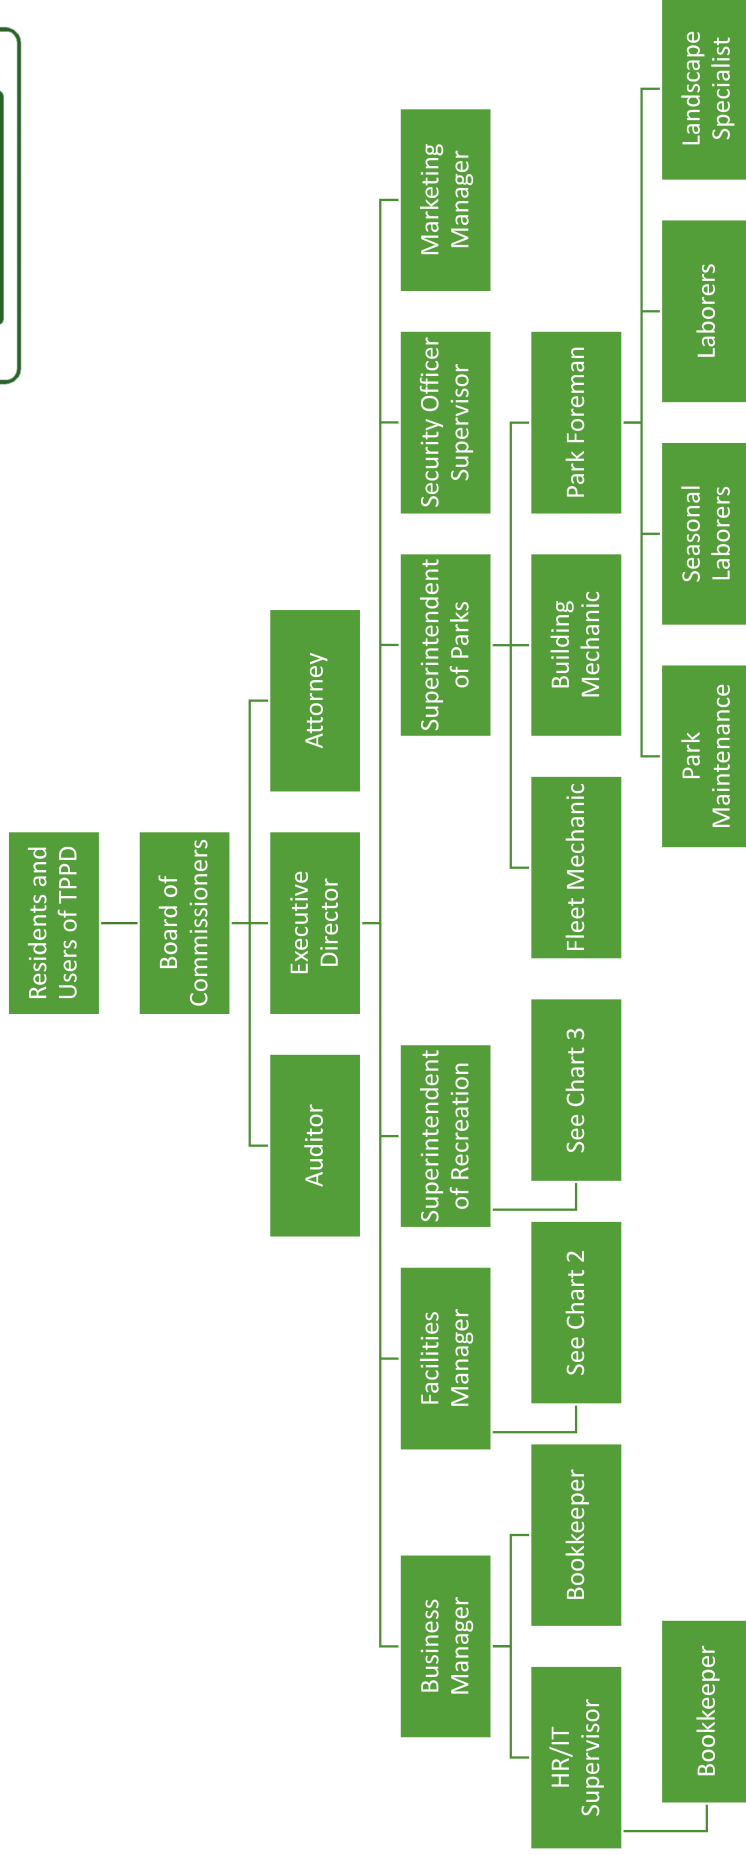 Residents and
Users of TPPD
Board of
Commissioners
Auditor
Executive
Director
Attorney
Business
Manager
Facilities
Manager
Superintendent
of Recreation
Superintendent
of Parks
Security Officer
Supervisor
Marketing
Manager
HR/IT
Supervisor
Bookkeeper
See Chart 2
See Chart 3
Fleet Mechanic
Building
Mechanic
Park Foreman
Bookkeeper
Park
Maintenance
Seasonal
Laborers
Laborers
Landscape
Specialist